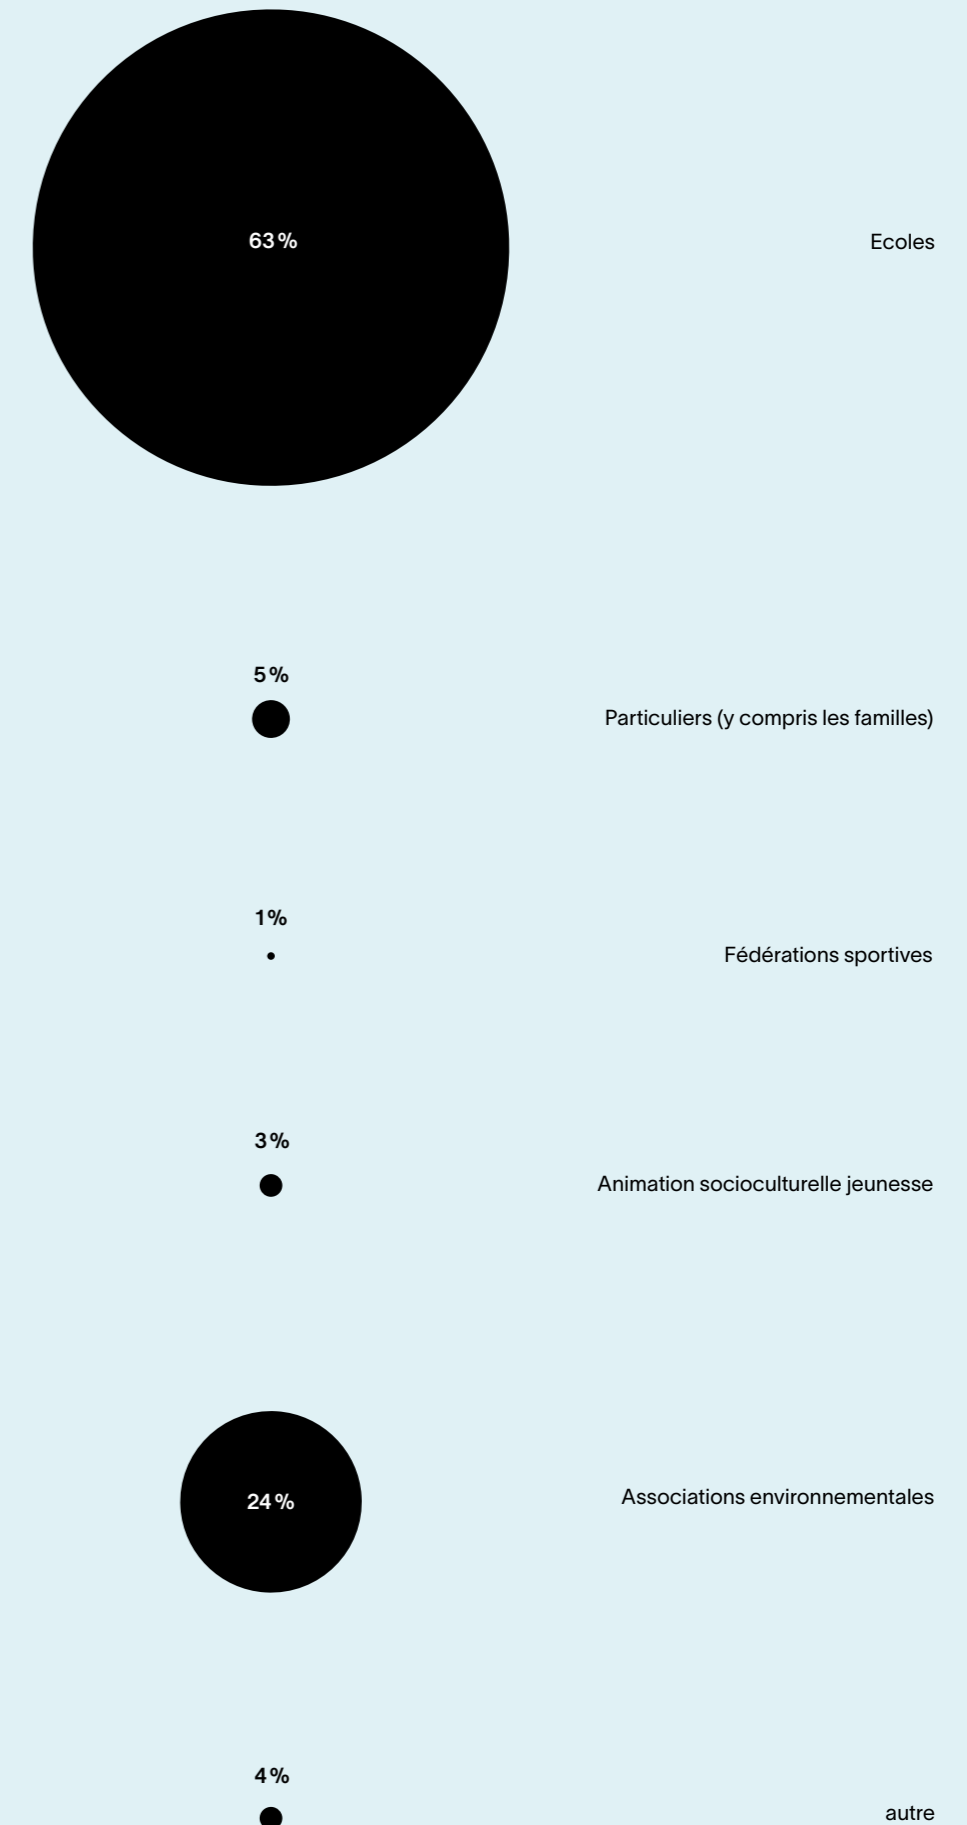 63 %
Ecoles
5 %
Particuliers (y compris les familles)
1 %
Fédérations sportives
3 %
Animation socioculturelle jeunesse
24 %
Associations environnementales
4 %
autre